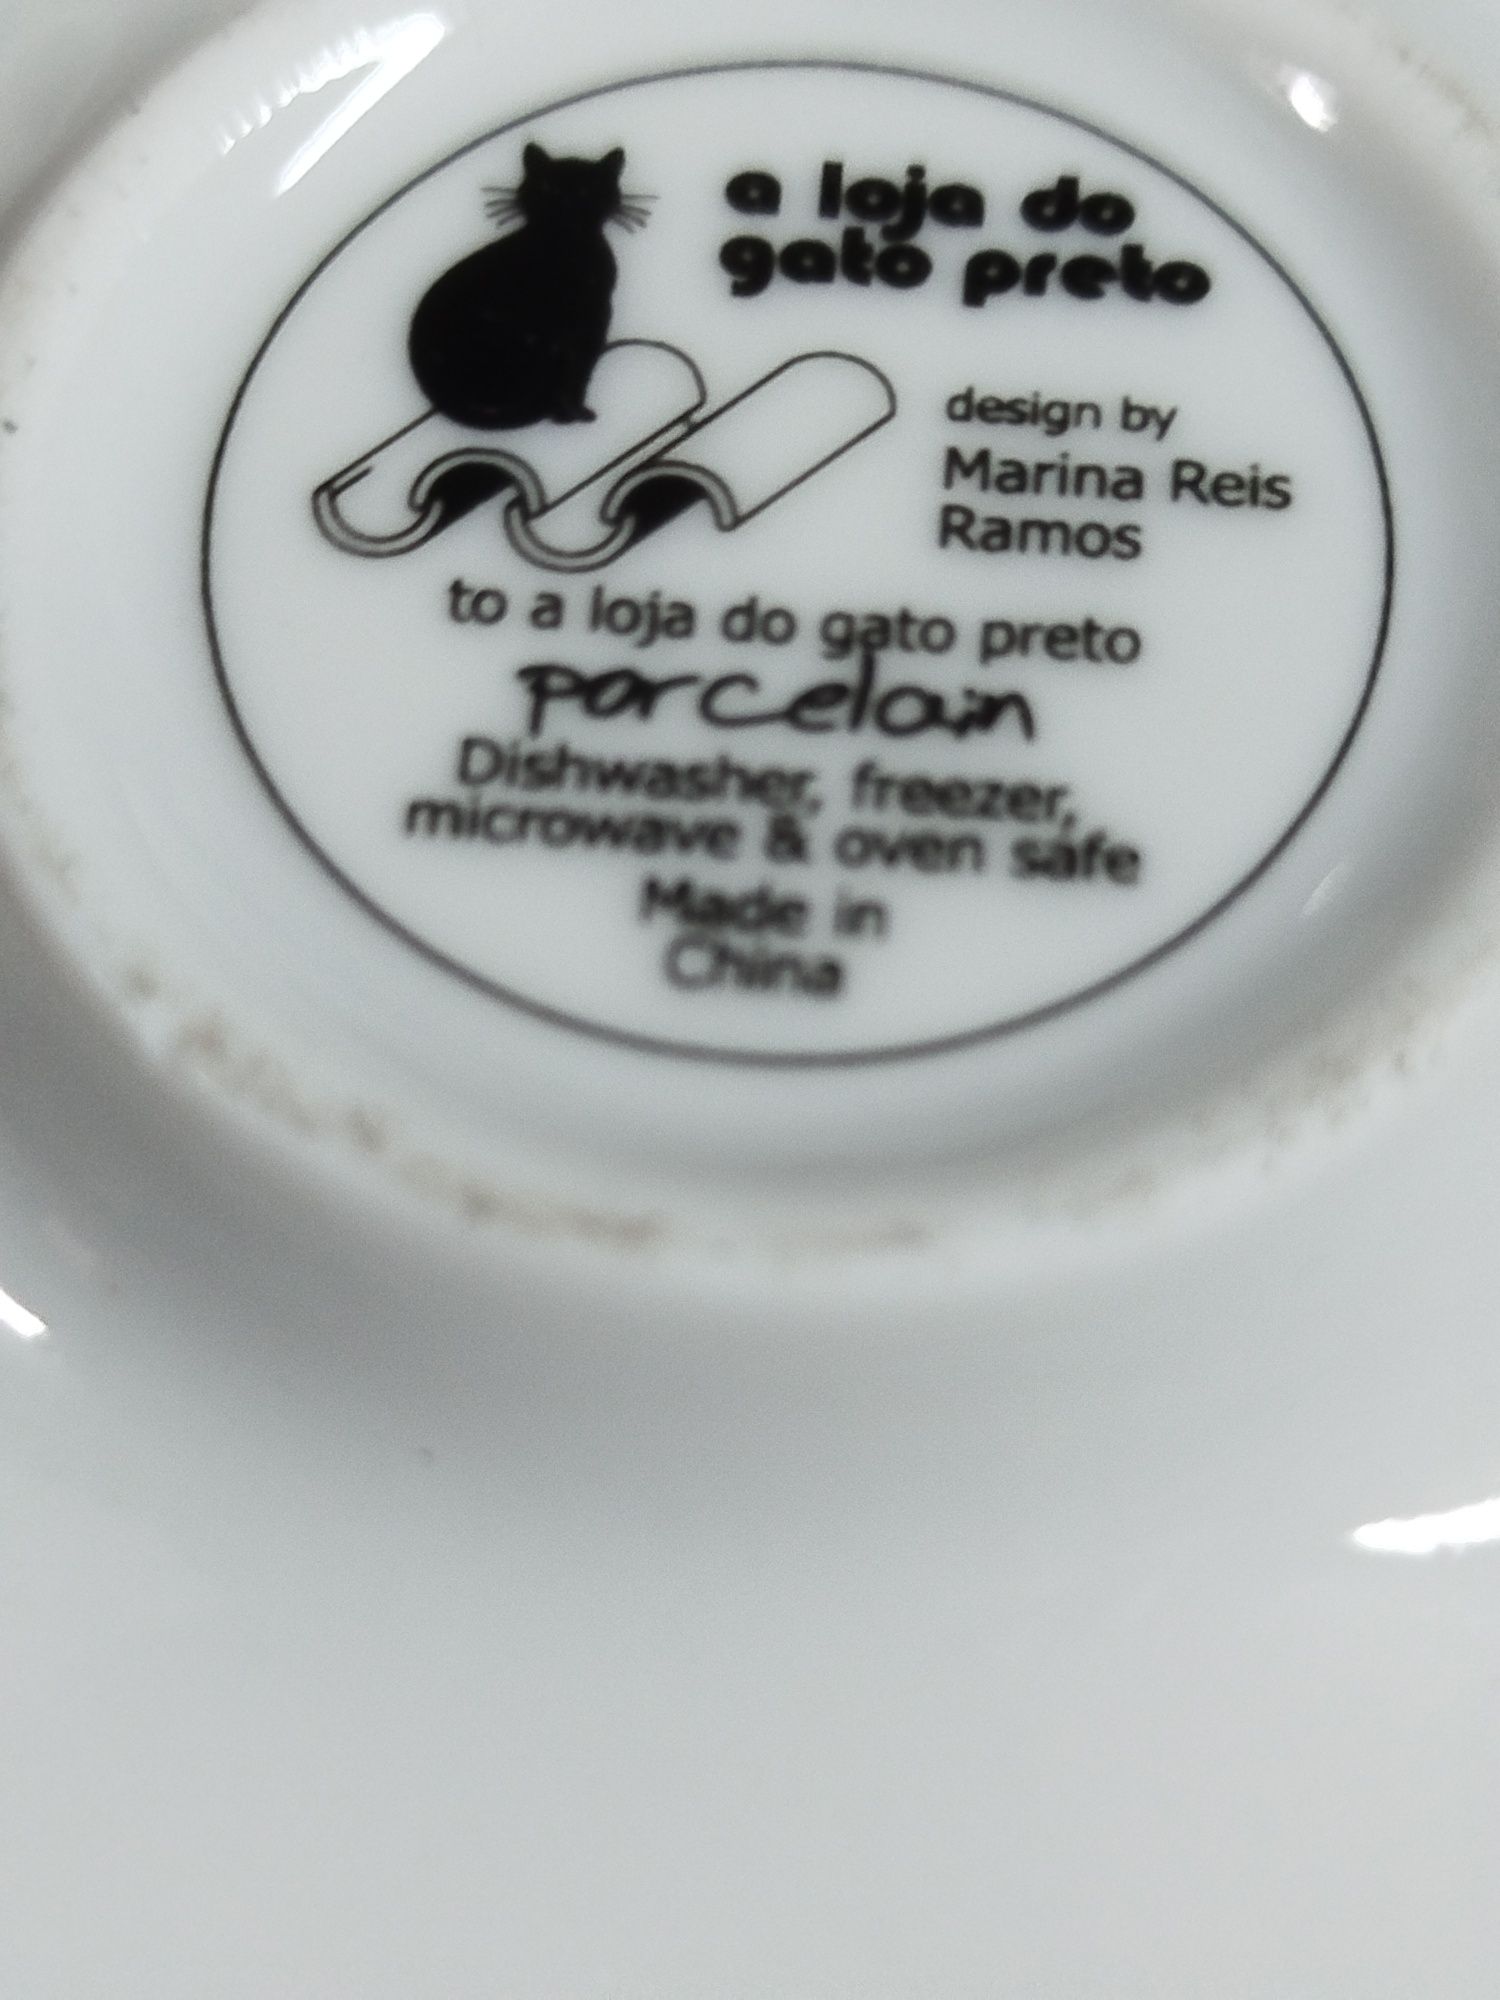 a loja do
gato preto
design by
Marina Reis
Ramos
to a loja do gato preto
porcelain
Dishwasher, freezer,
microwave & oven safe
Made in
China